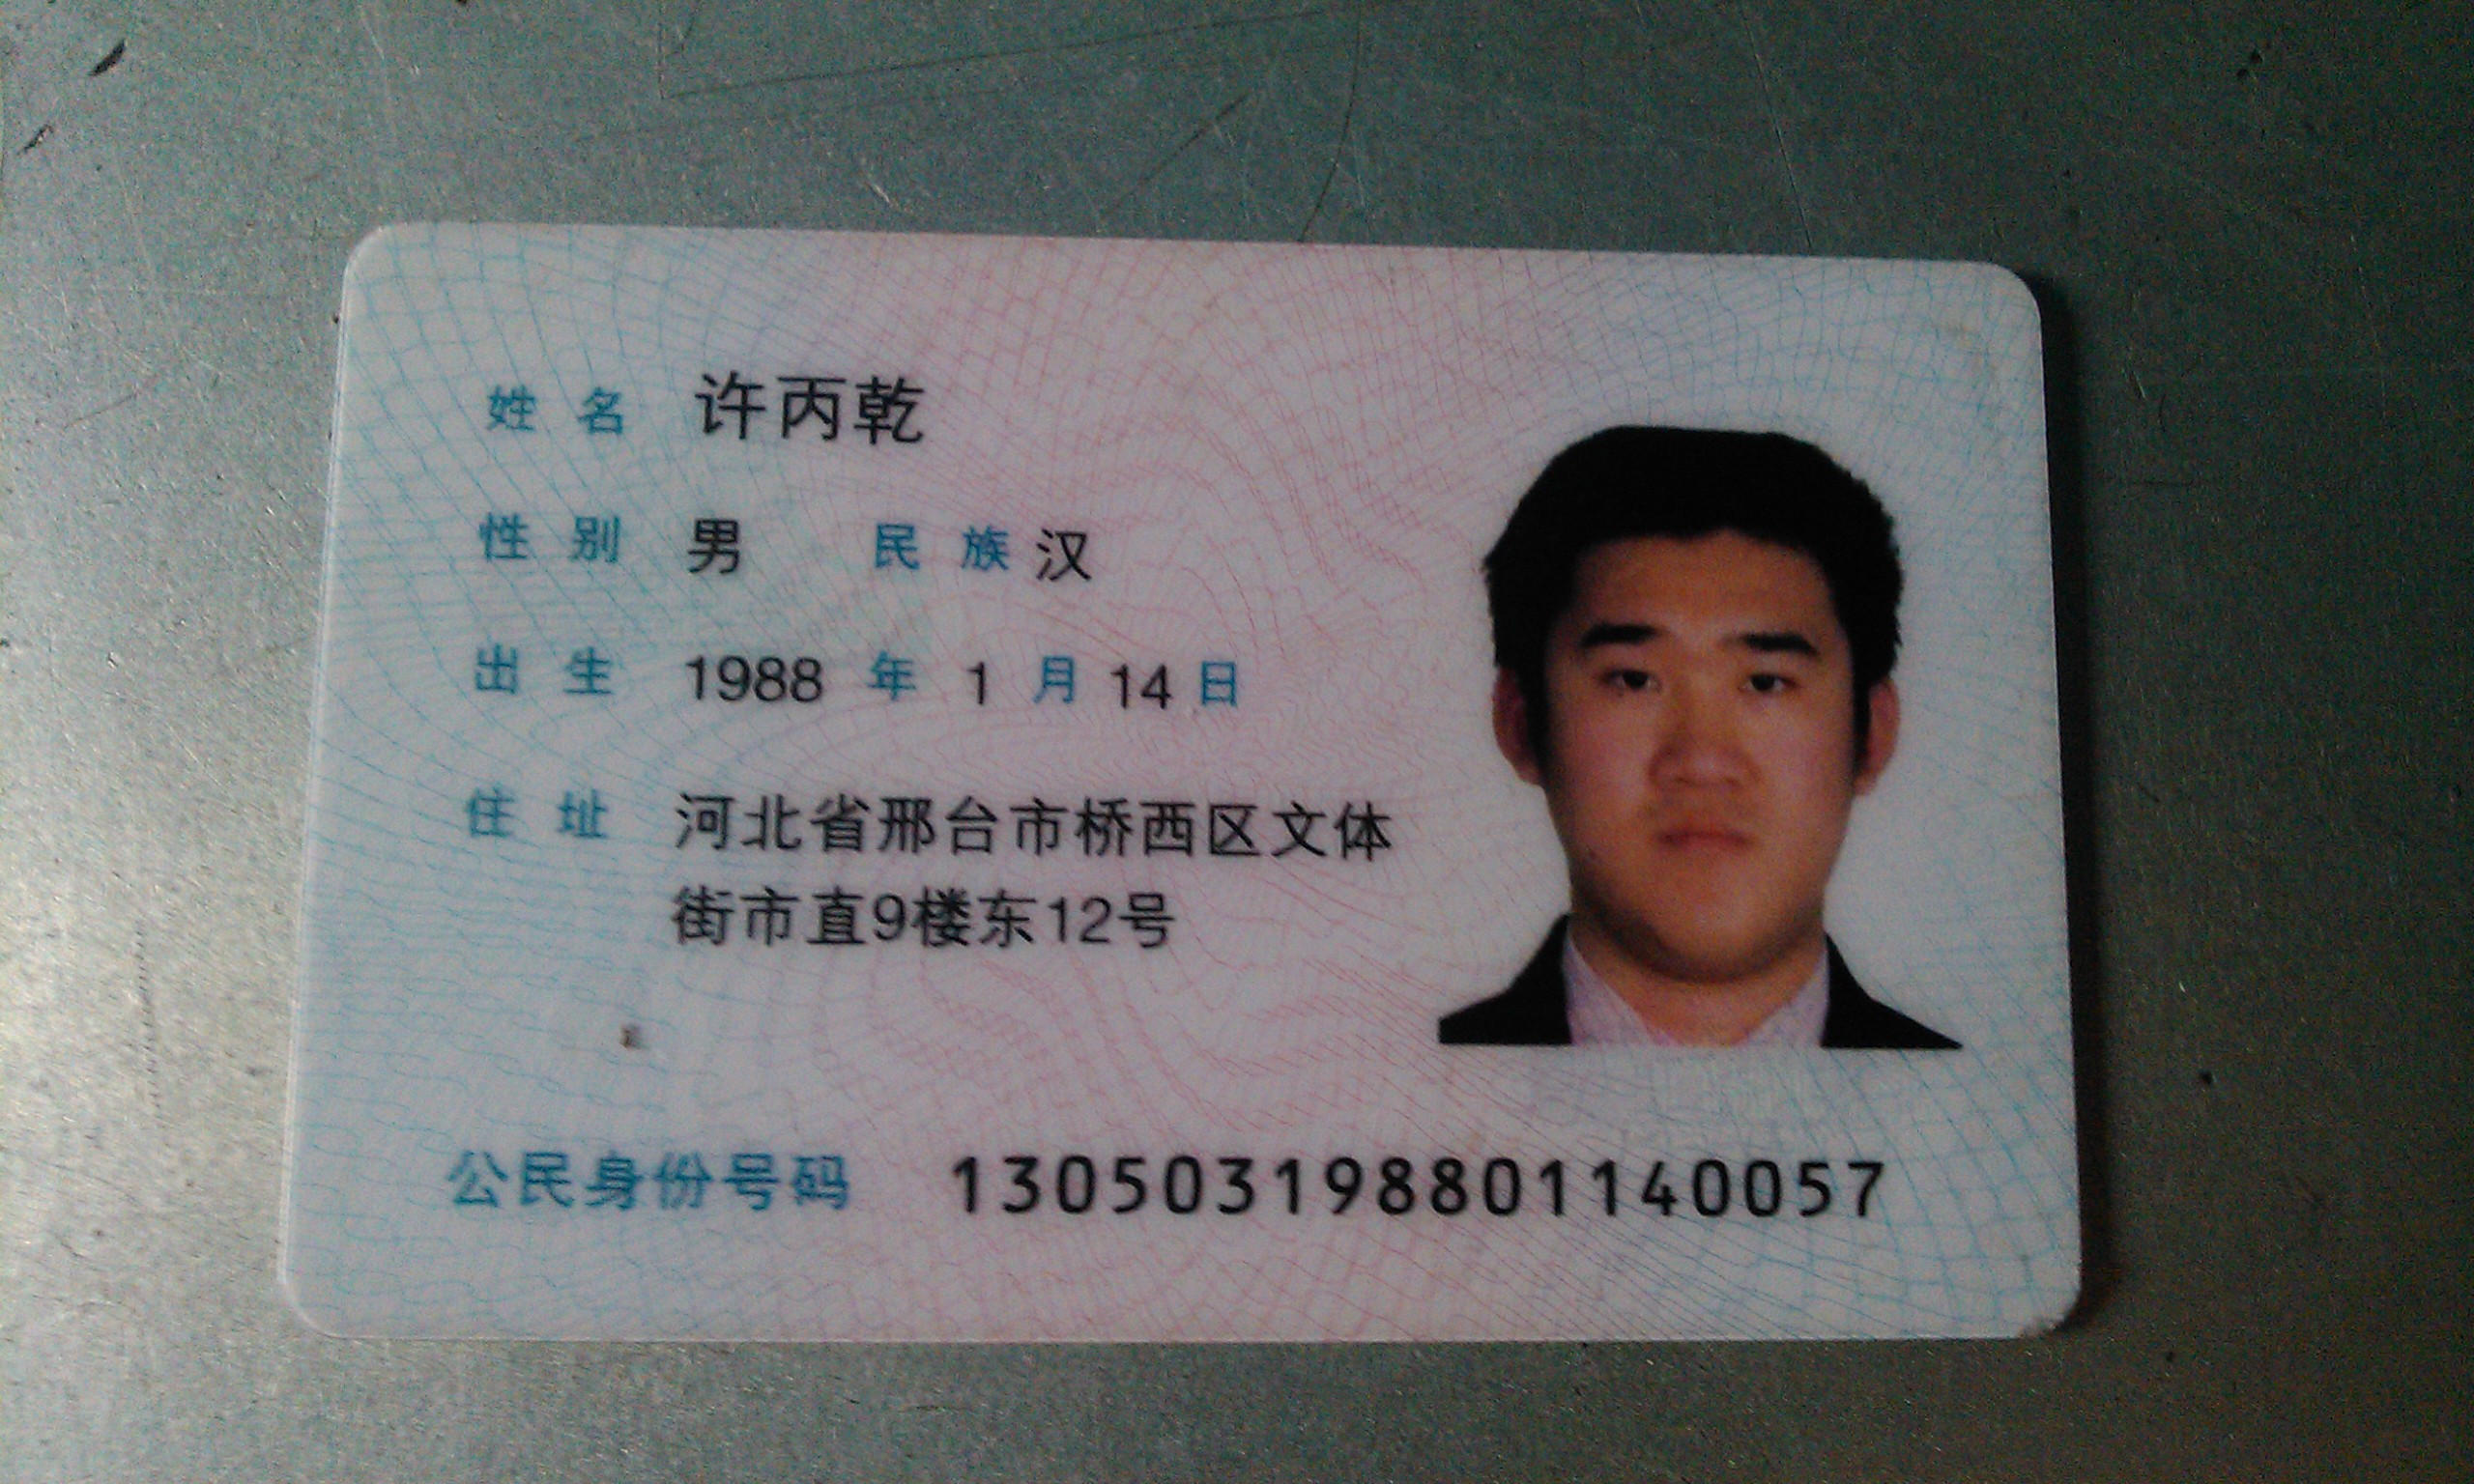 姓名 许丙乾
性别 男 民族 汉
出生 1988 年 1 月 14 日
住址 河北省邢台市桥西区文体
街市直9楼东12号
公民身份号码 130503198801140057